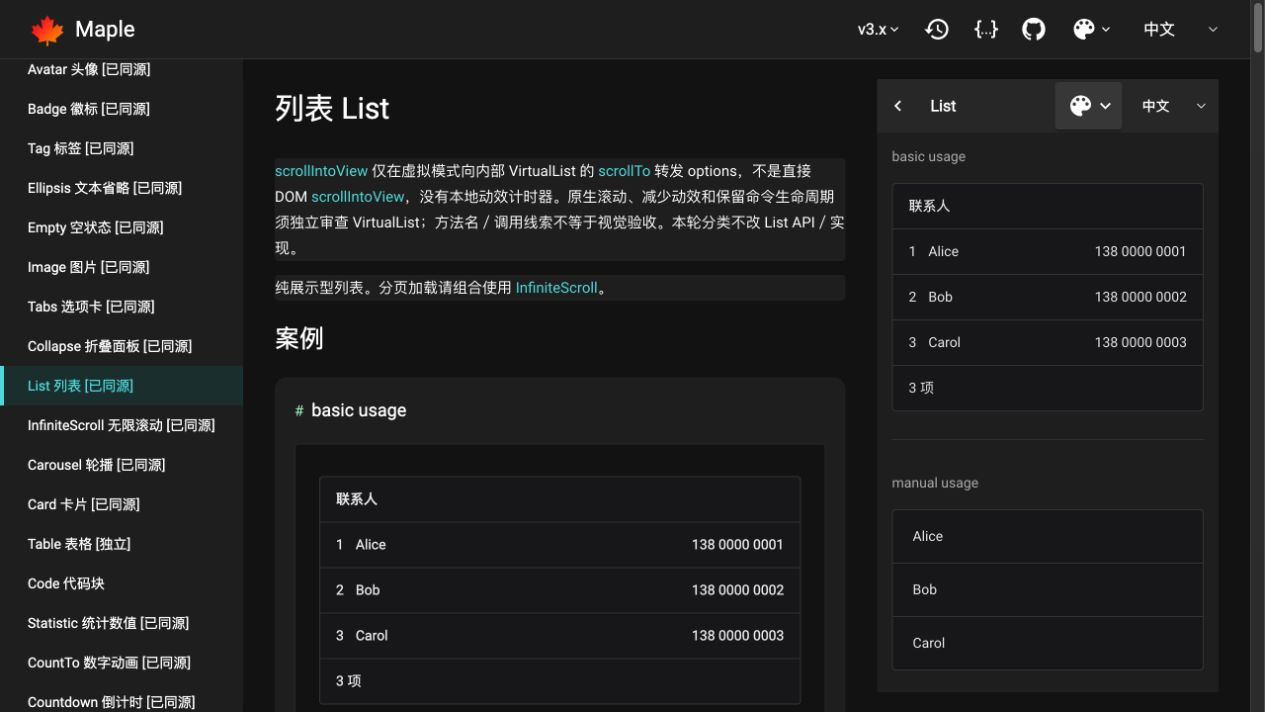 Maple
v3.x
{...}
中文
Avatar 头像 [已同源]
Badge 徽标 [已同源]
Tag 标签 [已同源]
Ellipsis 文本省略 [已同源]
Empty 空状态 [已同源]
Image 图片 [已同源]
Tabs 选项卡 [已同源]
Collapse 折叠面板 [已同源]
List 列表 [已同源]
InfiniteScroll 无限滚动 [已同源]
Carousel 轮播 [已同源]
Card 卡片 [已同源]
Table 表格 [独立]
Code 代码块
Statistic 统计数值 [已同源]
CountTo 数字动画 [已同源]
Countdown 倒计时 [已同源]
列表 List
scrollIntoView 仅在虚拟模式向内部 VirtualList 的 scrollTo 转发 options，不是直接
DOM scrollIntoView，没有本地动效计时器。原生滚动、减少动效和保留命令生命周期
须独立审查 VirtualList；方法名 / 调用线索不等于视觉验收。本轮分类不改 List API / 实
现。
纯展示型列表。分页加载请组合使用 InfiniteScroll。
案例
# basic usage
联系人
1 Alice 138 0000 0001
2 Bob 138 0000 0002
3 Carol 138 0000 0003
3 项
List
中文
basic usage
联系人
1 Alice 138 0000 0001
2 Bob 138 0000 0002
3 Carol 138 0000 0003
3 项
manual usage
Alice
Bob
Carol